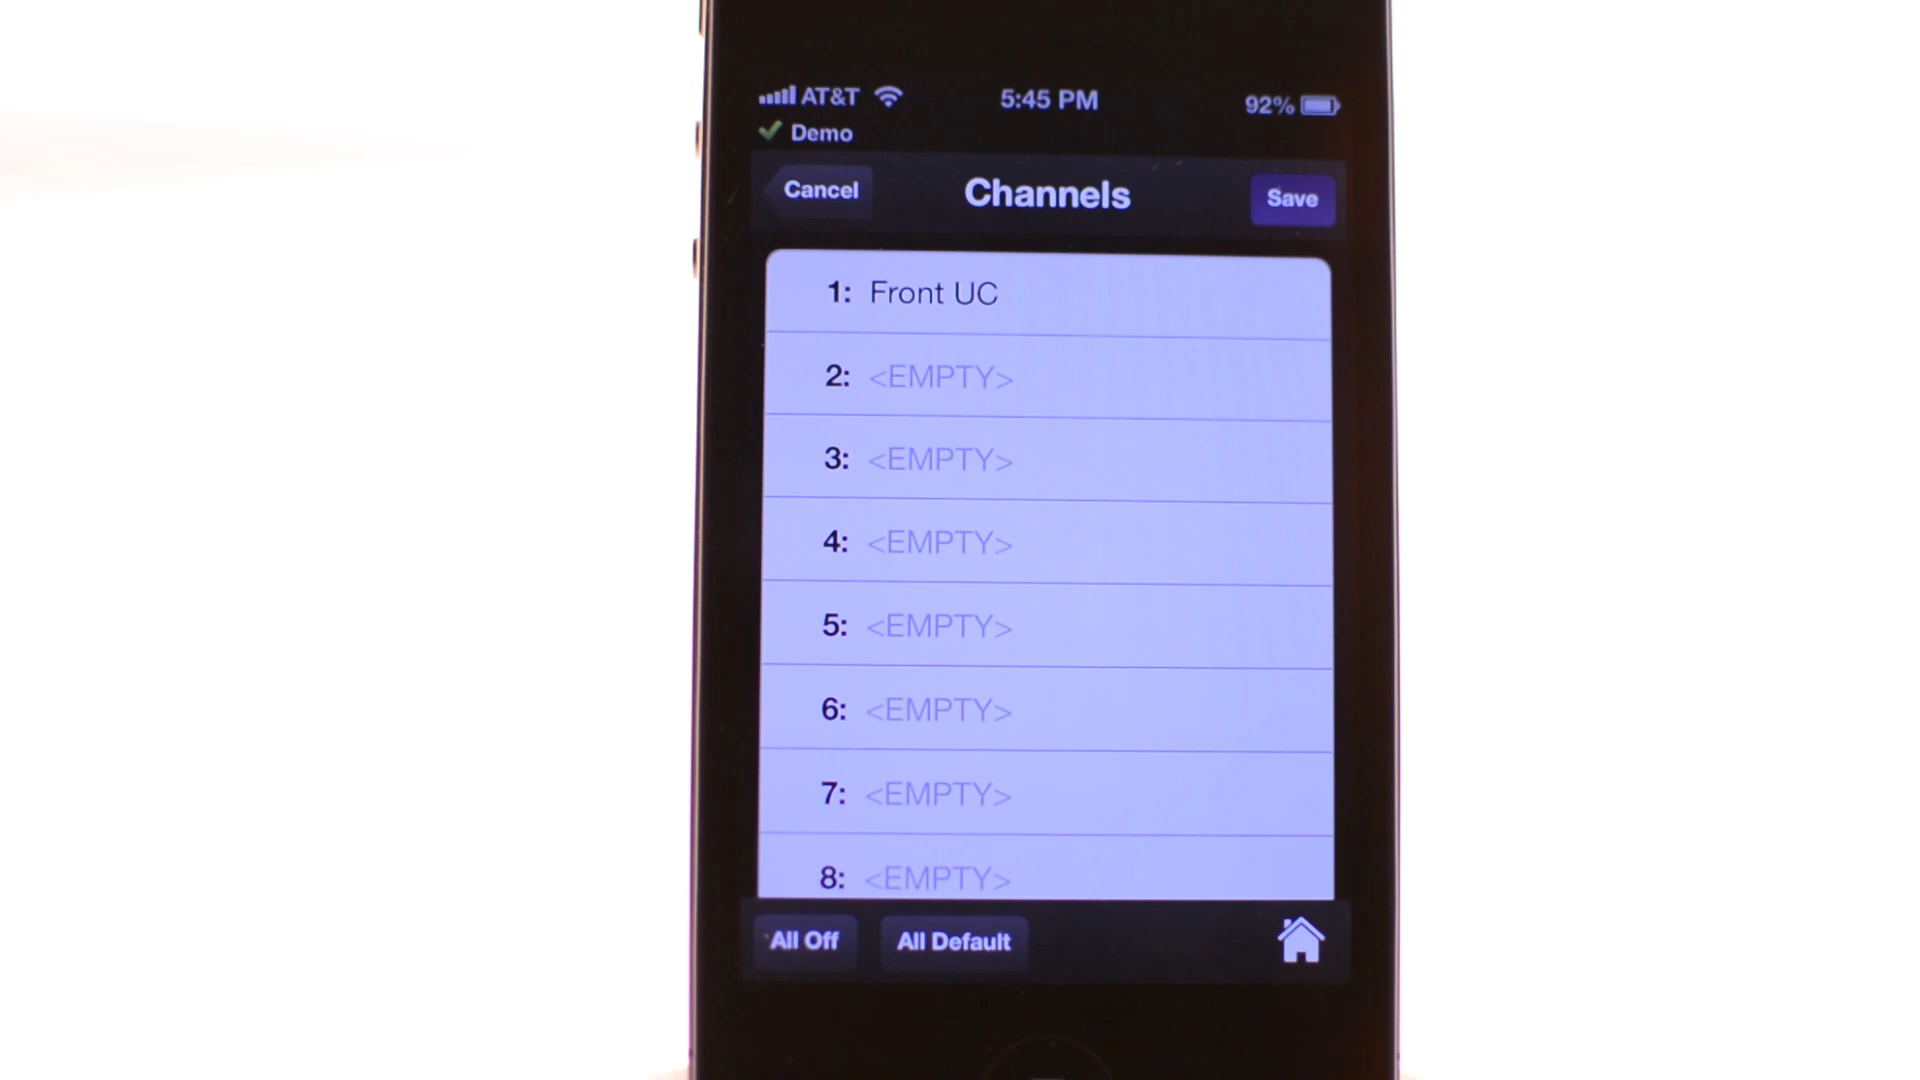 AT&T 5:45 PM 92%
Demo
Cancel Channels Save
1: Front UC
2: <EMPTY>
3: <EMPTY>
4: <EMPTY>
5: <EMPTY>
6: <EMPTY>
7: <EMPTY>
8: <EMPTY>
All Off All Default